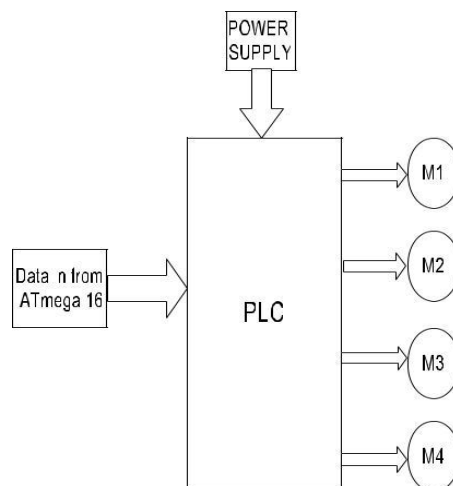 POWER
SUPPLY
M1
M2
Data n from
ATmega 16
PLC
M3
M4